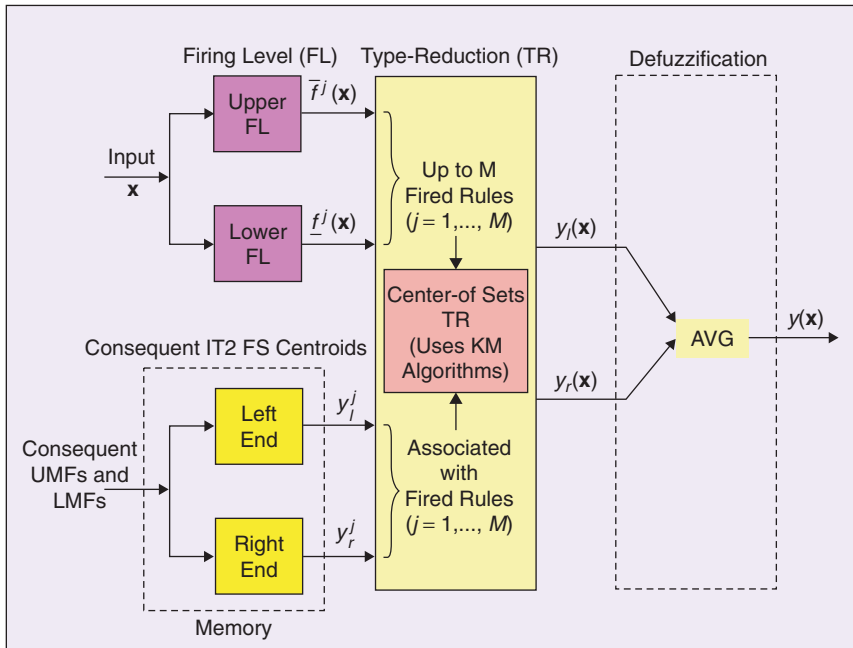 Firing Level (FL)
Type-Reduction (TR)
Defuzzification
Upper
FL
f̅ ʲ(x)
Input
x
Lower
FL
f̲ ʲ(x)
Up to M
Fired Rules
(j = 1,..., M)
Center-of Sets
TR
(Uses KM
Algorithms)
yₗ(x)
yᵣ(x)
AVG
y(x)
Consequent IT2 FS Centroids
Consequent
UMFs and
LMFs
Left
End
yₗʲ
Right
End
yᵣʲ
Memory
Associated
with
Fired Rules
(j = 1,..., M)